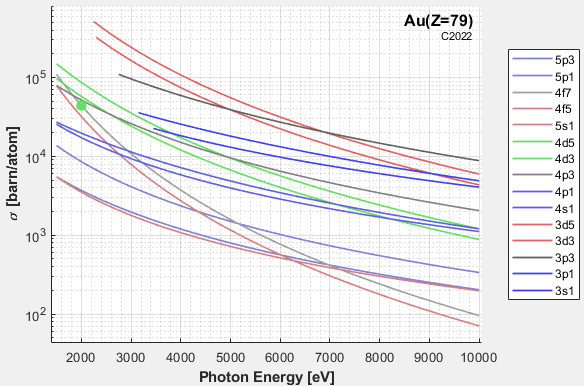 Au(Z=79)
C2022
σ [barn/atom]
10^5
10^4
10^3
10^2
2000 3000 4000 5000 6000 7000 8000 9000 10000
Photon Energy [eV]
5p3
5p1
4f7
4f5
5s1
4d5
4d3
4p3
4p1
4s1
3d5
3d3
3p3
3p1
3s1